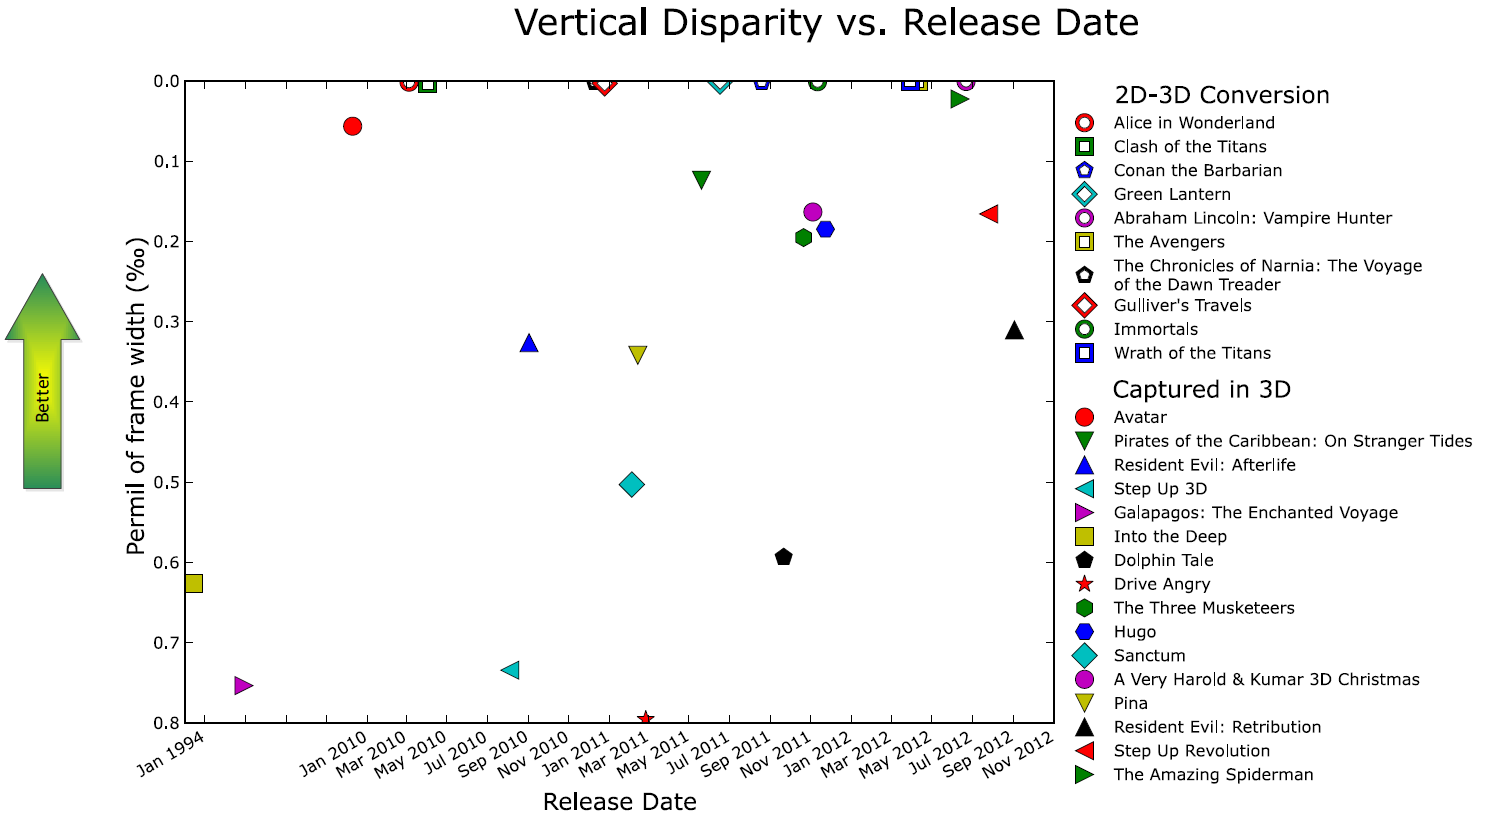 Vertical Disparity vs. Release Date
Better
Permil of frame width (‰)
0.0
0.1
0.2
0.3
0.4
0.5
0.6
0.7
0.8
Jan 1994
Jan 2010
Mar 2010
May 2010
Jul 2010
Sep 2010
Nov 2010
Jan 2011
Mar 2011
May 2011
Jul 2011
Sep 2011
Nov 2011
Jan 2012
Mar 2012
May 2012
Jul 2012
Sep 2012
Nov 2012
Release Date
2D-3D Conversion
Alice in Wonderland
Clash of the Titans
Conan the Barbarian
Green Lantern
Abraham Lincoln: Vampire Hunter
The Avengers
The Chronicles of Narnia: The Voyage
of the Dawn Treader
Gulliver's Travels
Immortals
Wrath of the Titans
Captured in 3D
Avatar
Pirates of the Caribbean: On Stranger Tides
Resident Evil: Afterlife
Step Up 3D
Galapagos: The Enchanted Voyage
Into the Deep
Dolphin Tale
Drive Angry
The Three Musketeers
Hugo
Sanctum
A Very Harold & Kumar 3D Christmas
Pina
Resident Evil: Retribution
Step Up Revolution
The Amazing Spiderman